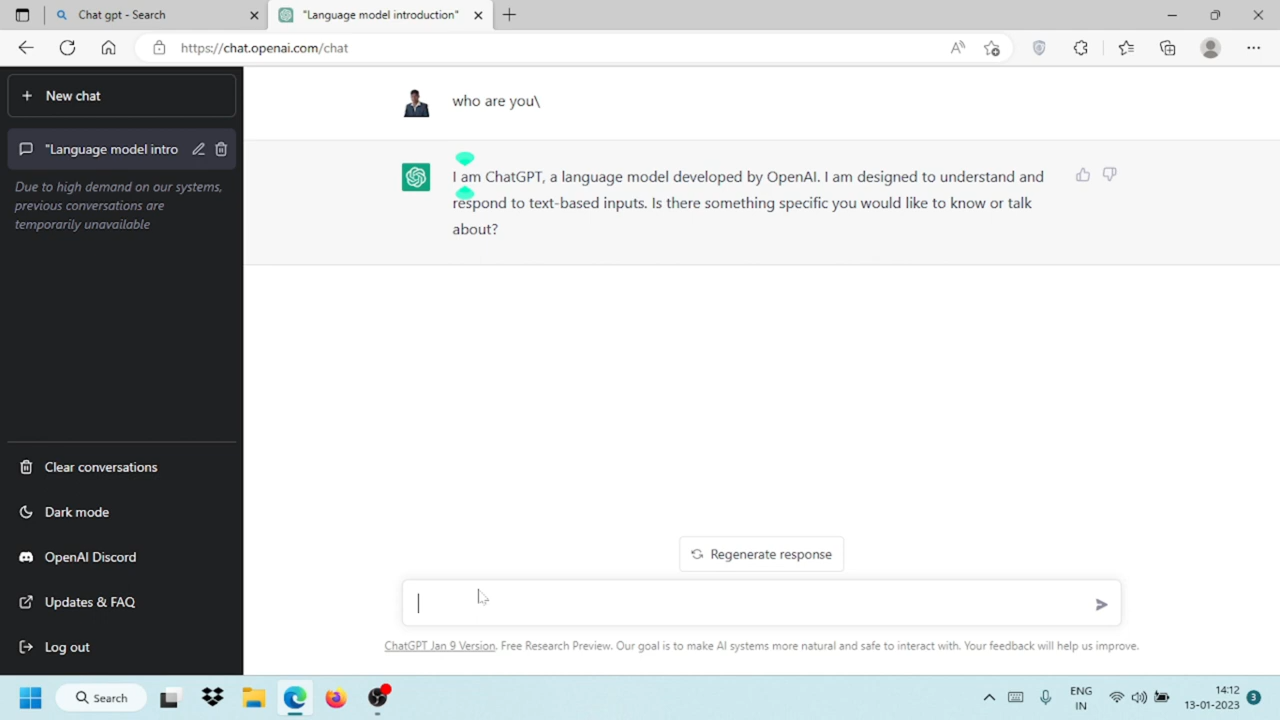 Chat gpt - Search
"Language model introduction"
https://chat.openai.com/chat
New chat
"Language model intro
Due to high demand on our systems,
previous conversations are
temporarily unavailable
Clear conversations
Dark mode
OpenAI Discord
Updates & FAQ
Log out
who are you\
I am ChatGPT, a language model developed by OpenAI. I am designed to understand and
respond to text-based inputs. Is there something specific you would like to know or talk
about?
Regenerate response
ChatGPT Jan 9 Version. Free Research Preview. Our goal is to make AI systems more natural and safe to interact with. Your feedback will help us improve.
Search
ENG
IN
14:12
13-01-2023
3